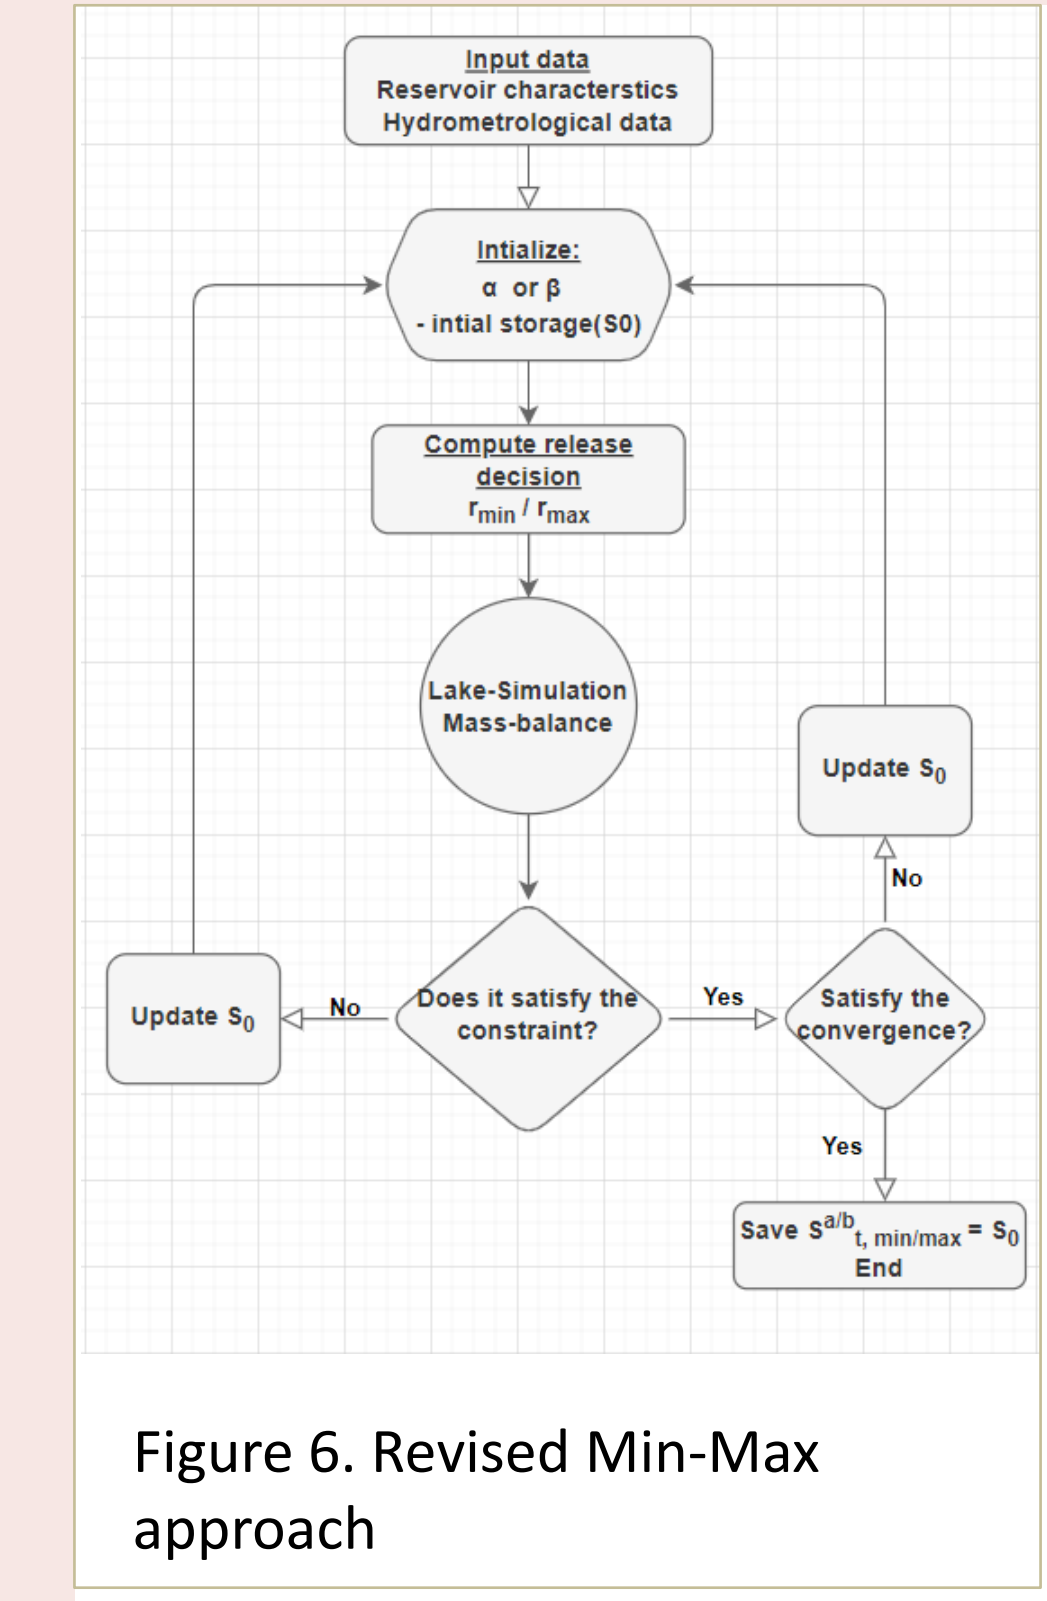 Input data
Reservoir characterstics
Hydrometrological data
Intialize:
α or β
- intial storage(S0)
Compute release
decision
rmin / rmax
Lake-Simulation
Mass-balance
Update S0
No
Does it satisfy the
constraint?
Yes
Satisfy the
convergence?
No
Update S0
Yes
Save S^a/b t, min/max = S0
End
Figure 6. Revised Min-Max
approach